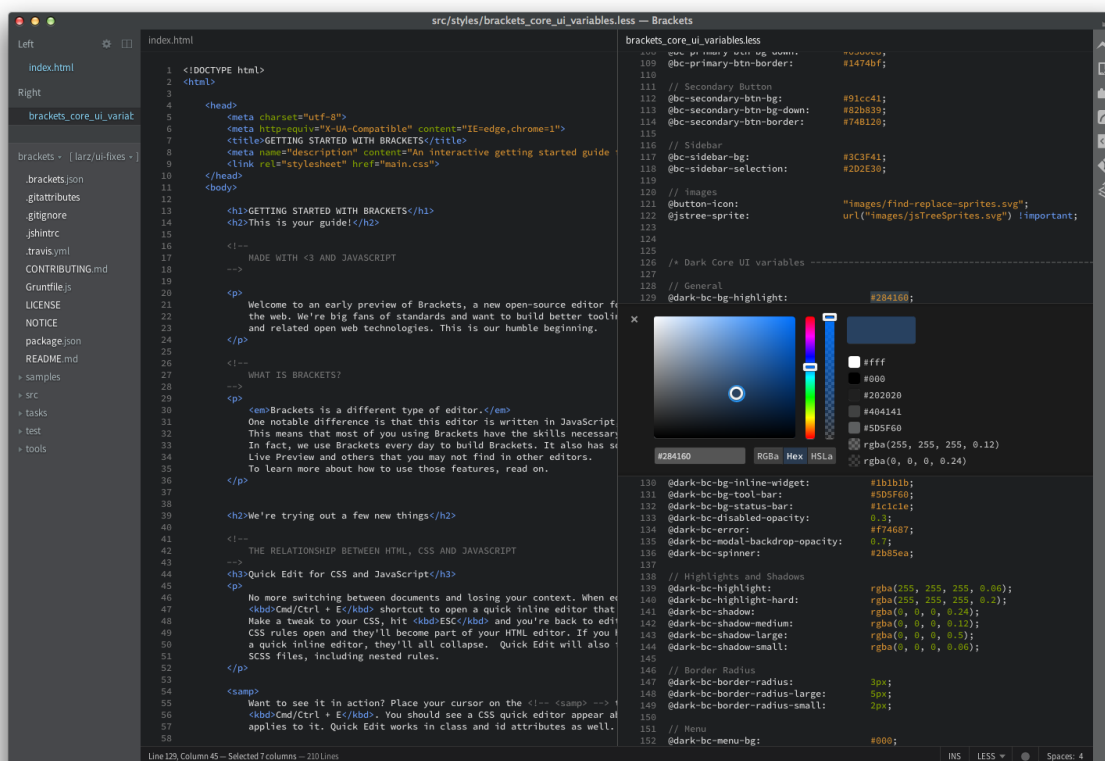 src/styles/brackets_core_ui_variables.less — Brackets
Left
index.html
Right
brackets_core_ui_variab
brackets - [ larz/ui-fixes - ]
.brackets.json
.gitattributes
.gitignore
.jshintrc
.travis.yml
CONTRIBUTING.md
Gruntfile.js
LICENSE
NOTICE
package.json
README.md
samples
src
tasks
test
tools
index.html
1 <!DOCTYPE html>
2 <html>
3
4 <head>
5 <meta charset="utf-8">
6 <meta http-equiv="X-UA-Compatible" content="IE=edge,chrome=1">
7 <title>GETTING STARTED WITH BRACKETS</title>
8 <meta name="description" content="An interactive getting started guide
9 <link rel="stylesheet" href="main.css">
10 </head>
11 <body>
12
13 <h1>GETTING STARTED WITH BRACKETS</h1>
14 <h2>This is your guide!</h2>
15
16 <!--
17 MADE WITH <3 AND JAVASCRIPT
18 -->
19
20 <p>
21 Welcome to an early preview of Brackets, a new open-source editor
22 the web. We're big fans of standards and want to build better
23 and related open web technologies. This is our humble beginning.
24 </p>
25
26 <!--
27 WHAT IS BRACKETS?
28 -->
29 <p>
30 <em>Brackets is a different type of editor.</em>
31 One notable difference is that this editor is written in JavaScript
32 This means that most of you using Brackets have the skills necessary
33 In fact, we use Brackets every day to build Brackets. It also has
34 Live Preview and others that you may not find in other editors.
35 To learn more about how to use those features, read on.
36 </p>
37
38
39 <h2>We're trying out a few new things</h2>
40
41 <!--
42 THE RELATIONSHIP BETWEEN HTML, CSS AND JAVASCRIPT
43 -->
44 <h3>Quick Edit for CSS and JavaScript</h3>
45 <p>
46 No more switching between documents and losing your context. When
47 <kbd>Cmd/Ctrl + E</kbd> shortcut to open a quick inline editor that
48 Make a tweak to your CSS, hit <kbd>ESC</kbd> and you're back to
49 CSS rules open and they'll become part of your HTML editor. If you
50 a quick inline editor, they'll all collapse. Quick Edit will also
51 SCSS files, including nested rules.
52 </p>
53
54 <samp>
55 Want to see it in action? Place your cursor on the <!-- <samp> -->
56 <kbd>Cmd/Ctrl + E</kbd>. You should see a CSS quick editor appear
57 applies to it. Quick Edit works in class and id attributes as well.
58
brackets_core_ui_variables.less
109 @bc-primary-btn-border: #1474bf;
110
111 // Secondary Button
112 @bc-secondary-btn-bg: #91cc41;
113 @bc-secondary-btn-bg-down: #82b839;
114 @bc-secondary-btn-border: #74B120;
115
116 // Sidebar
117 @bc-sidebar-bg: #3C3F41;
118 @bc-sidebar-selection: #2D2E30;
119
120 // images
121 @button-icon: "images/find-replace-sprites.svg";
122 @jstree-sprite: url("images/jsTreeSprites.svg") !important;
123
124
125
126 /* Dark Core UI variables ----------------------------------------------------
127
128 // General
129 @dark-bc-bg-highlight: #284160;
#fff
#000
#202020
#404141
#5D5F60
rgba(255, 255, 255, 0.12)
rgba(0, 0, 0, 0.24)
#284160
RGBa Hex HSLa
130 @dark-bc-bg-inline-widget: #1b1b1b;
131 @dark-bc-bg-tool-bar: #5D5F60;
132 @dark-bc-bg-status-bar: #1c1c1e;
133 @dark-bc-disabled-opacity: 0.3;
134 @dark-bc-error: #f74687;
135 @dark-bc-modal-backdrop-opacity: 0.7;
136 @dark-bc-spinner: #2b85ea;
137
138 // Highlights and Shadows
139 @dark-bc-highlight: rgba(255, 255, 255, 0.06);
140 @dark-bc-highlight-hard: rgba(255, 255, 255, 0.2);
141 @dark-bc-shadow: rgba(0, 0, 0, 0.24);
142 @dark-bc-shadow-medium: rgba(0, 0, 0, 0.12);
143 @dark-bc-shadow-large: rgba(0, 0, 0, 0.5);
144 @dark-bc-shadow-small: rgba(0, 0, 0, 0.06);
145
146 // Border Radius
147 @dark-bc-border-radius: 3px;
148 @dark-bc-border-radius-large: 5px;
149 @dark-bc-border-radius-small: 2px;
150
151 // Menu
152 @dark-bc-menu-bg: #000;
Line 129, Column 45 — Selected 7 columns — 210 Lines
INS LESS Spaces: 4